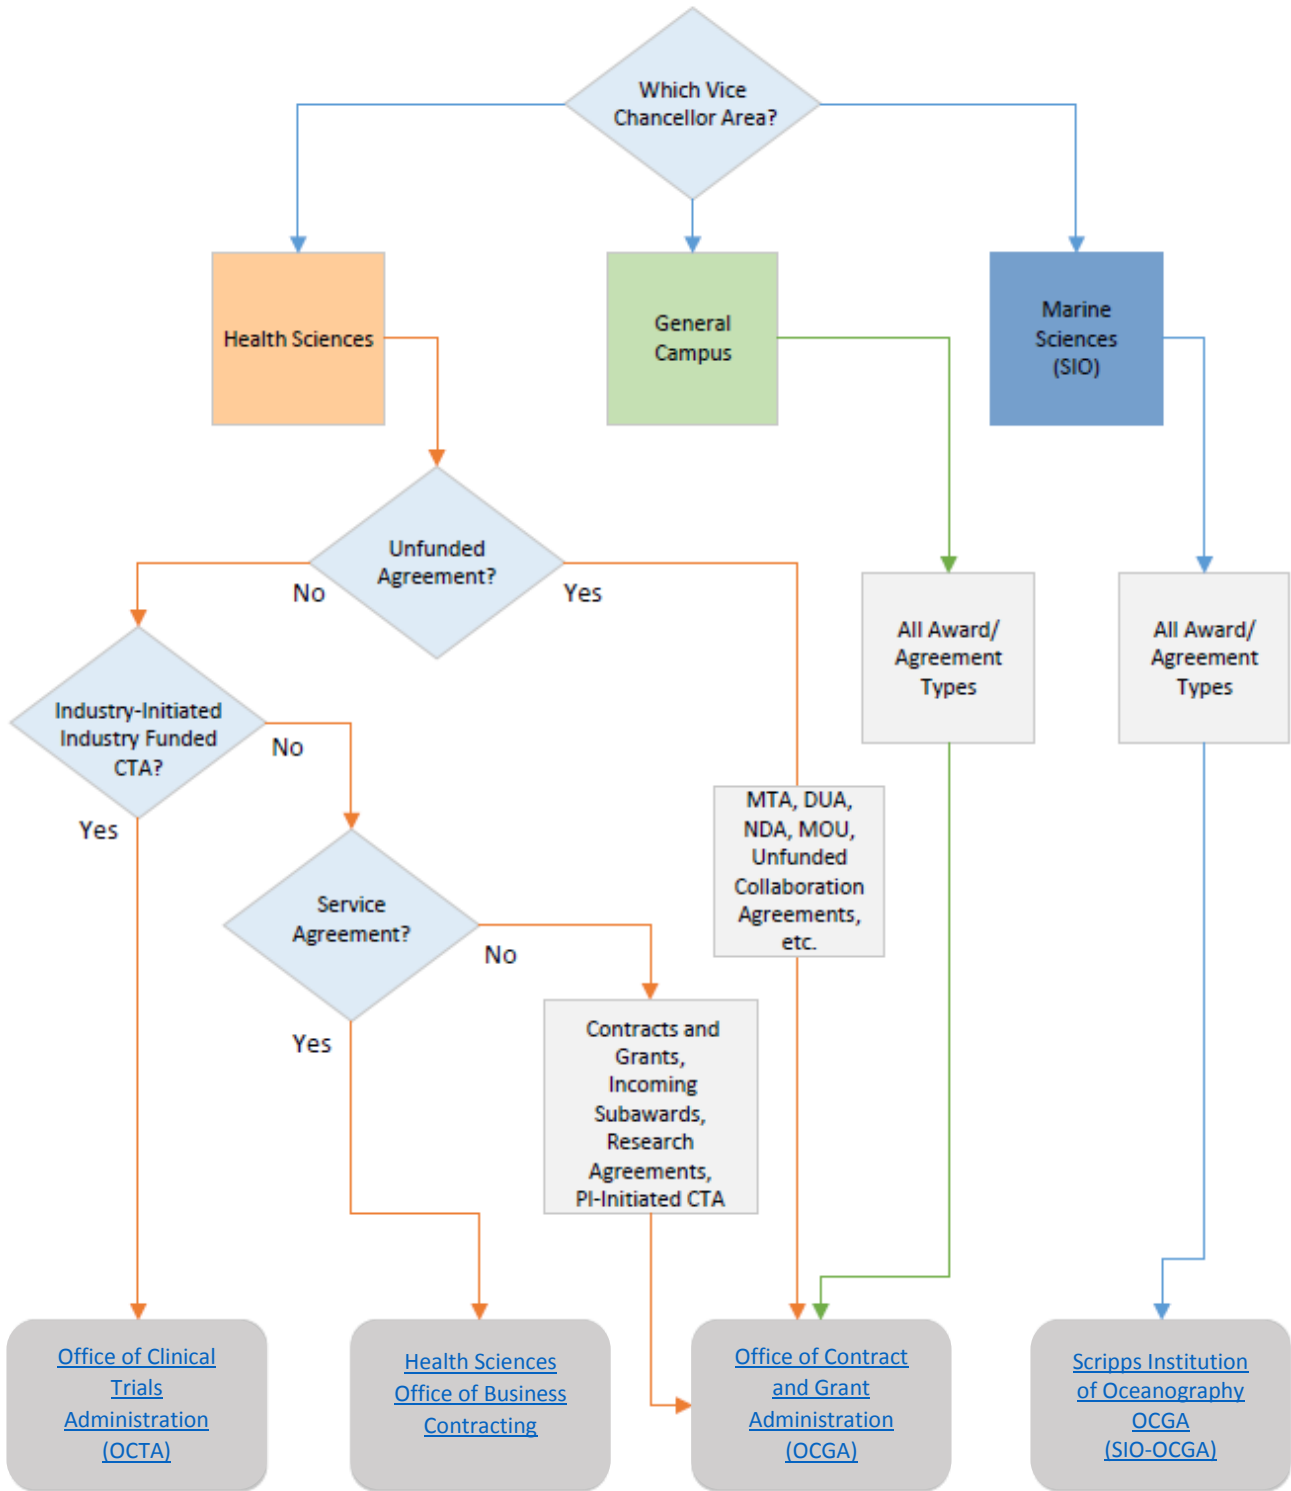 Which Vice
Chancellor Area?
Health Sciences
General
Campus
Marine
Sciences
(SIO)
Unfunded
Agreement?
No
Yes
All Award/
Agreement
Types
All Award/
Agreement
Types
Industry-Initiated
Industry Funded
CTA?
No
Yes
MTA, DUA,
NDA, MOU,
Unfunded
Collaboration
Agreements,
etc.
Service
Agreement?
No
Yes
Contracts and
Grants,
Incoming
Subawards,
Research
Agreements,
PI-Initiated CTA
Office of Clinical
Trials
Administration
(OCTA)
Health Sciences
Office of Business
Contracting
Office of Contract
and Grant
Administration
(OCGA)
Scripps Institution
of Oceanography
OCGA
(SIO-OCGA)